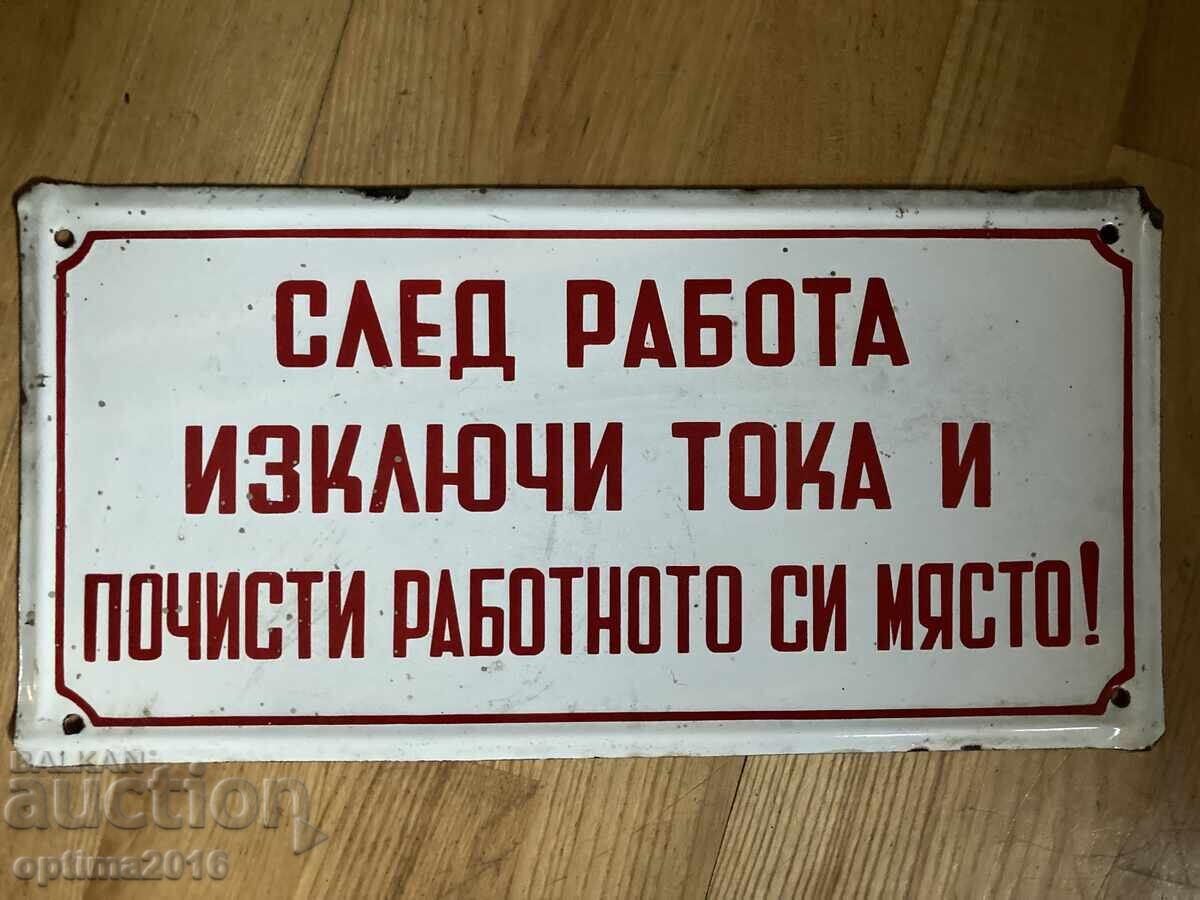 СЛЕД РАБОТА
ИЗКЛЮЧИ ТОКА И
ПОЧИСТИ РАБОТНОТО СИ МЯСТО!
BALKAN
auction
optima2016